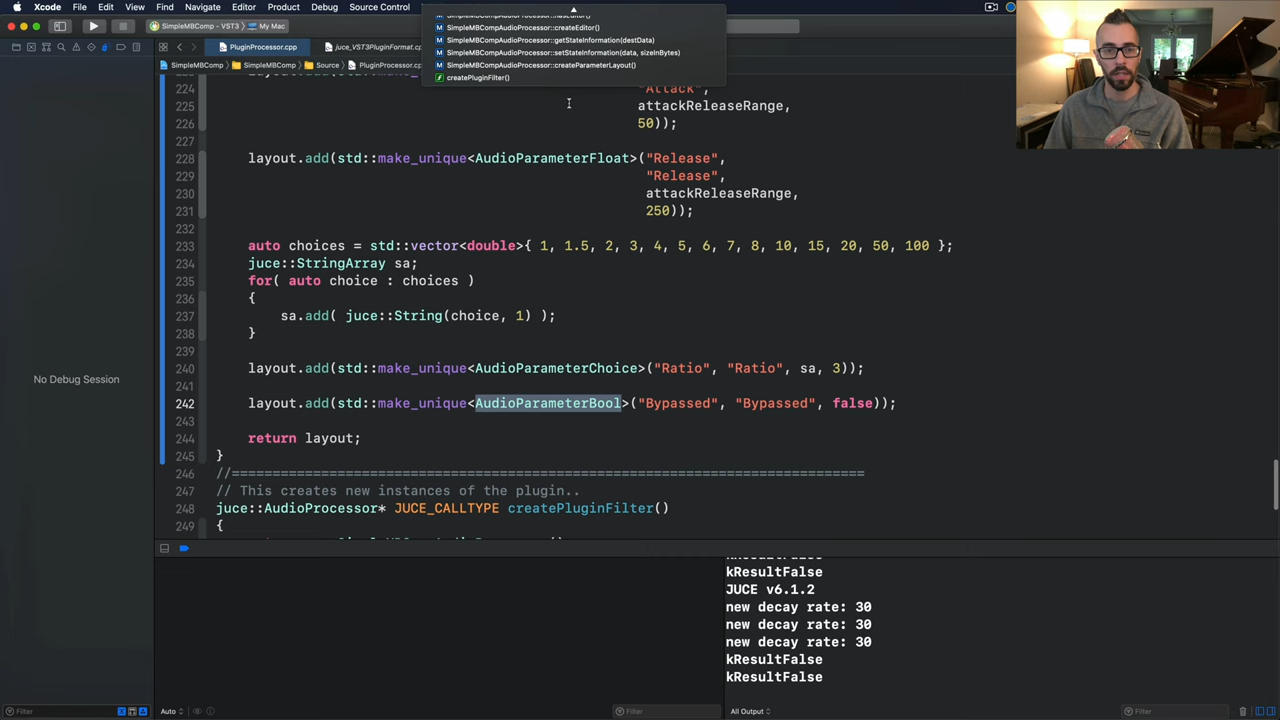 Xcode File Edit View Find Navigate Editor Product Debug Source Control
SimpleMBComp - VST3 My Mac
SimpleMBCompAudioProcessor::hasEditor()
SimpleMBCompAudioProcessor::createEditor()
SimpleMBCompAudioProcessor::getStateInformation(destData)
SimpleMBCompAudioProcessor::setStateInformation(data, sizeInBytes)
SimpleMBCompAudioProcessor::createParameterLayout()
createPluginFilter()
PluginProcessor.cpp juce_VST3PluginFormat.cp
SimpleMBComp SimpleMBComp Source PluginProcessor.
224 "Attack",
225 attackReleaseRange,
226 50));
227
228 layout.add(std::make_unique<AudioParameterFloat>("Release",
229 "Release",
230 attackReleaseRange,
231 250));
232
233 auto choices = std::vector<double>{ 1, 1.5, 2, 3, 4, 5, 6, 7, 8, 10, 15, 20, 50, 100 };
234 juce::StringArray sa;
235 for( auto choice : choices )
236 {
237 sa.add( juce::String(choice, 1) );
238 }
239
240 layout.add(std::make_unique<AudioParameterChoice>("Ratio", "Ratio", sa, 3));
241
242 layout.add(std::make_unique<AudioParameterBool>("Bypassed", "Bypassed", false));
243
244 return layout;
245 }
246 //==============================================================================
247 // This creates new instances of the plugin..
248 juce::AudioProcessor* JUCE_CALLTYPE createPluginFilter()
249 {
No Debug Session
kResultFalse
kResultFalse
JUCE v6.1.2
new decay rate: 30
new decay rate: 30
new decay rate: 30
kResultFalse
kResultFalse
Filter
Auto
Filter
All Output
Filter